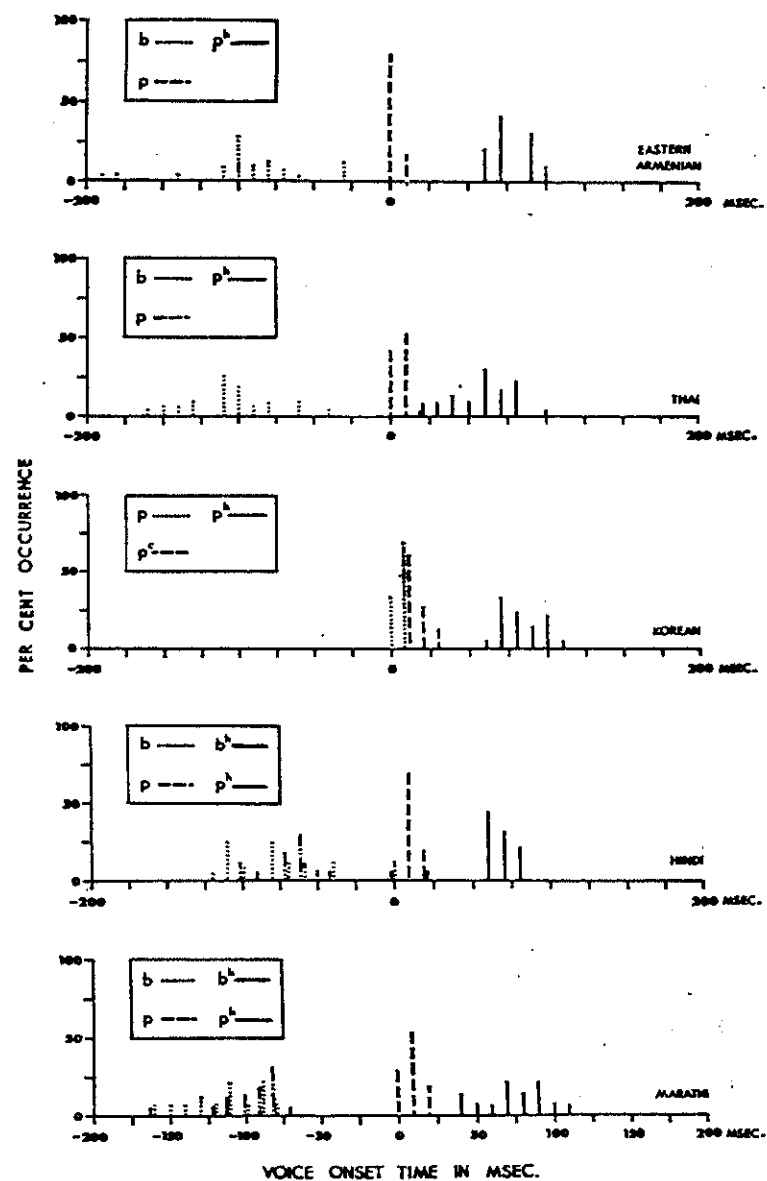 100
b pʰ
p
50
EASTERN
ARMENIAN
0
-200 0 200 MSEC.
100
b pʰ
p
50
THAI
0
-200 0 200 MSEC.
PER CENT OCCURRENCE
100
p pʰ
pᶜ
50
KOREAN
0
-200 0 200 MSEC.
100
b bʰ
p pʰ
50
HINDI
0
-200 0 200 MSEC.
100
b bʰ
p pʰ
50
MARATHI
0
-200 -100 -50 0 50 100 150 200 MSEC.
VOICE ONSET TIME IN MSEC.